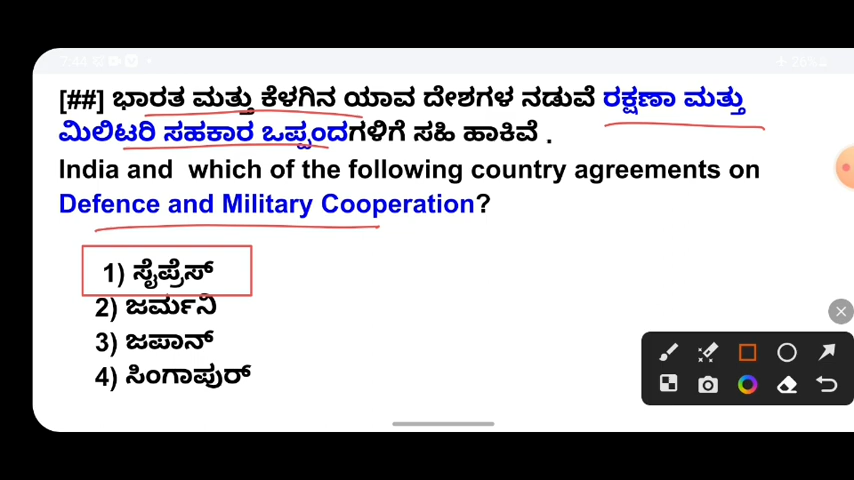 [##] ಭಾರತ ಮತ್ತು ಕೆಳಗಿನ ಯಾವ ದೇಶಗಳ ನಡುವೆ ರಕ್ಷಣಾ ಮತ್ತು
ಮಿಲಿಟರಿ ಸಹಕಾರ ಒಪ್ಪಂದಗಳಿಗೆ ಸಹಿ ಹಾಕಿವೆ .
India and which of the following country agreements on
Defence and Military Cooperation?
1) ಸೈಪ್ರೆಸ್
2) ಜರ್ಮನಿ
3) ಜಪಾನ್
4) ಸಿಂಗಾಪುರ್